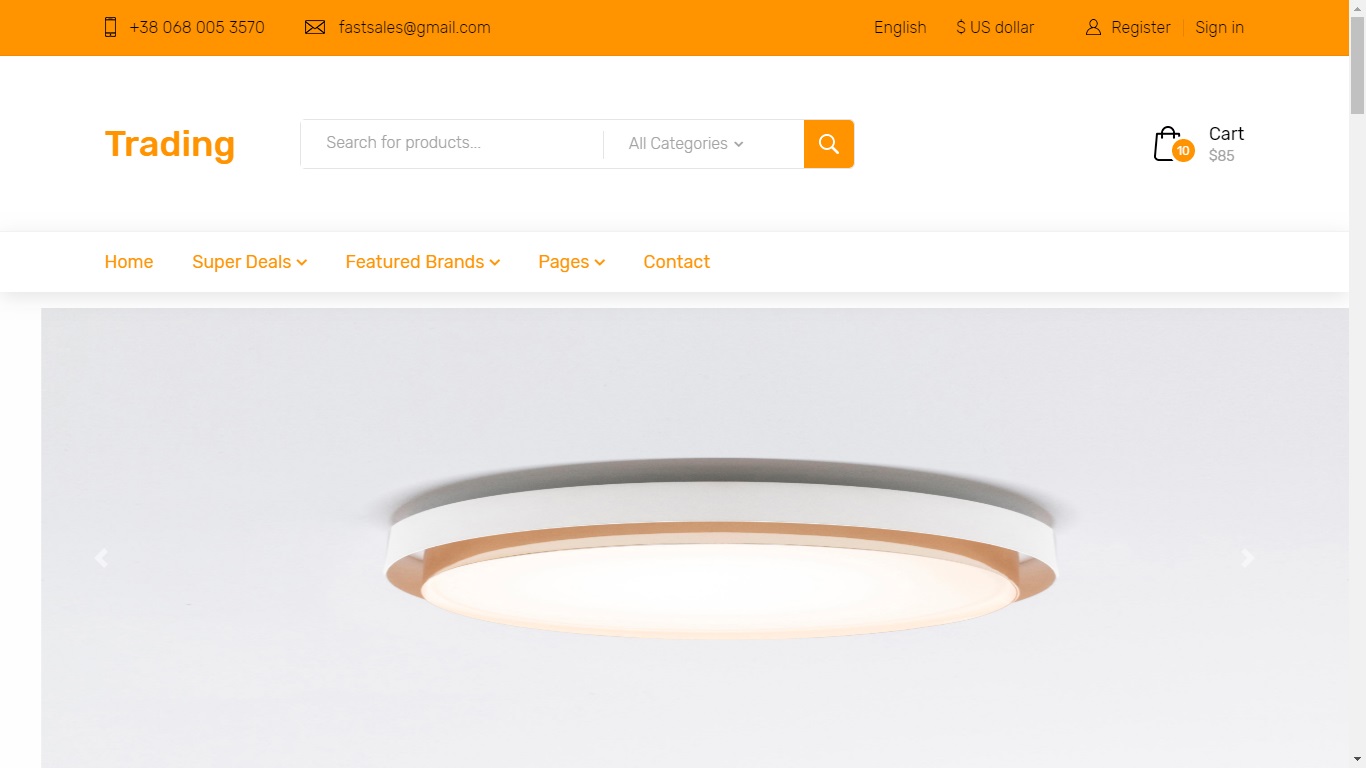 +38 068 005 3570
fastsales@gmail.com
English
$ US dollar
Register
Sign in
Trading
Search for products...
All Categories
10
Cart
$85
Home
Super Deals
Featured Brands
Pages
Contact